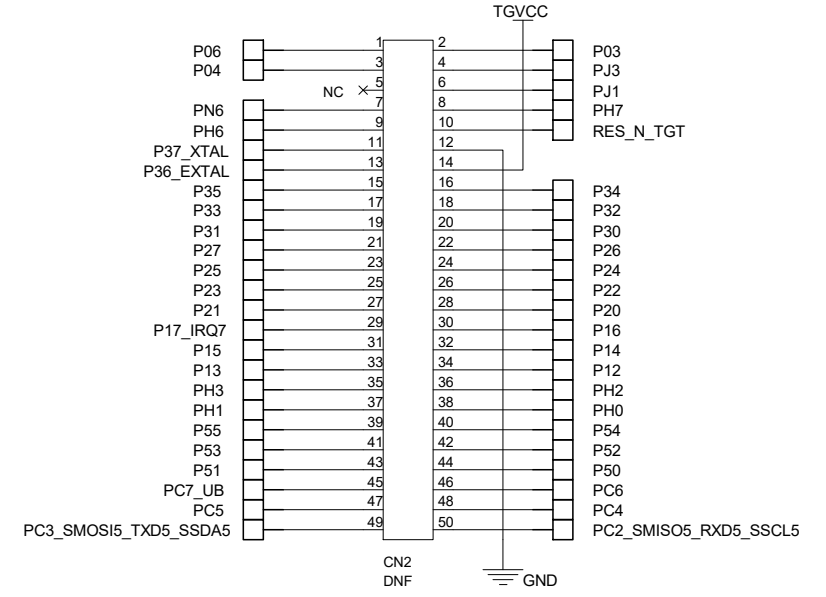 TGVCC
P06 1 2 P03
P04 3 4 PJ3
NC 5 6 PJ1
PN6 7 8 PH7
PH6 9 10 RES_N_TGT
P37_XTAL 11 12
P36_EXTAL 13 14
P35 15 16 P34
P33 17 18 P32
P31 19 20 P30
P27 21 22 P26
P25 23 24 P24
P23 25 26 P22
P21 27 28 P20
P17_IRQ7 29 30 P16
P15 31 32 P14
P13 33 34 P12
PH3 35 36 PH2
PH1 37 38 PH0
P55 39 40 P54
P53 41 42 P52
P51 43 44 P50
PC7_UB 45 46 PC6
PC5 47 48 PC4
PC3_SMOSI5_TXD5_SSDA5 49 50 PC2_SMISO5_RXD5_SSCL5
CN2
DNF GND